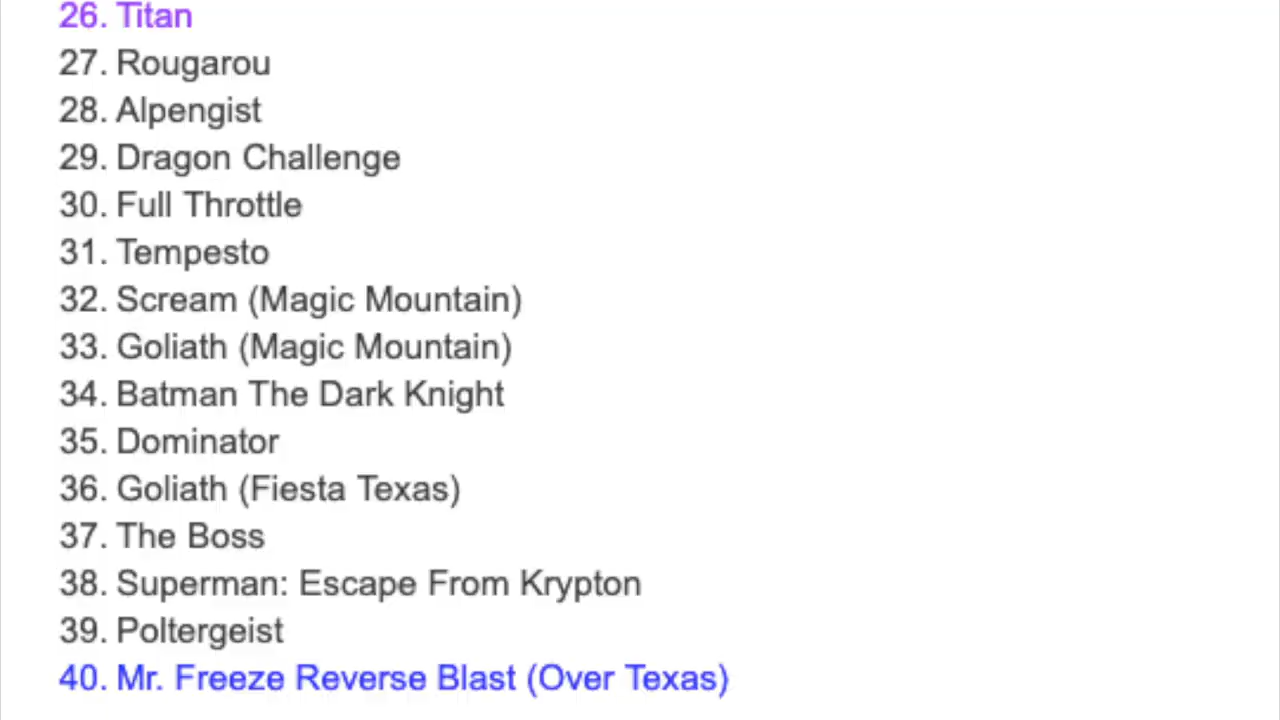 26. Titan
27. Rougarou
28. Alpengist
29. Dragon Challenge
30. Full Throttle
31. Tempesto
32. Scream (Magic Mountain)
33. Goliath (Magic Mountain)
34. Batman The Dark Knight
35. Dominator
36. Goliath (Fiesta Texas)
37. The Boss
38. Superman: Escape From Krypton
39. Poltergeist
40. Mr. Freeze Reverse Blast (Over Texas)